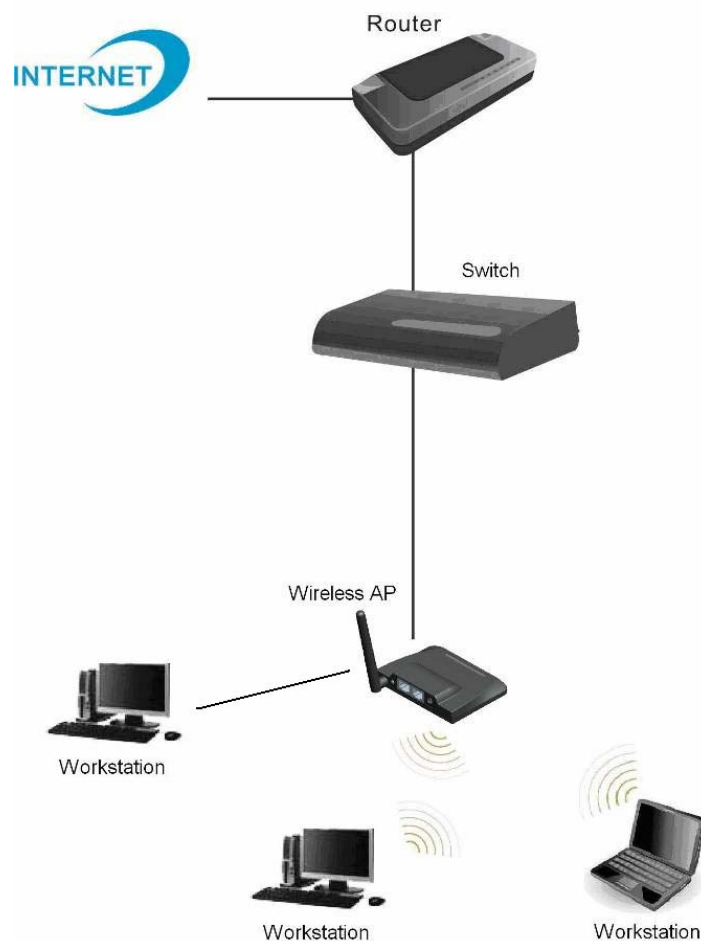 Router
INTERNET
Switch
Wireless AP
Workstation
Workstation
Workstation